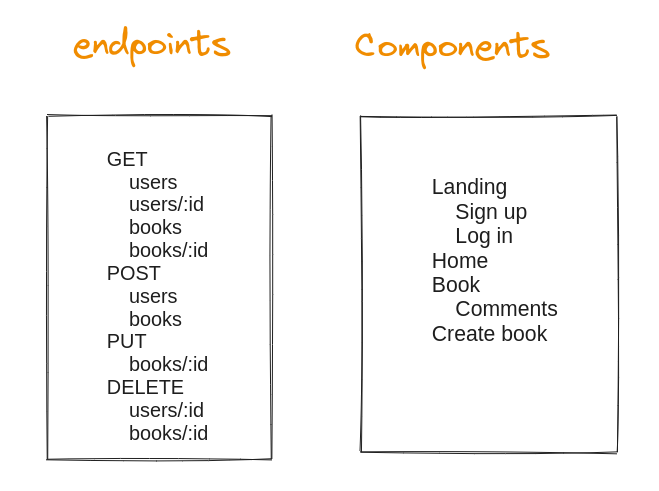 endpoints
Components
GET
users
users/:id
books
books/:id
POST
users
books
PUT
books/:id
DELETE
users/:id
books/:id
Landing
Sign up
Log in
Home
Book
Comments
Create book